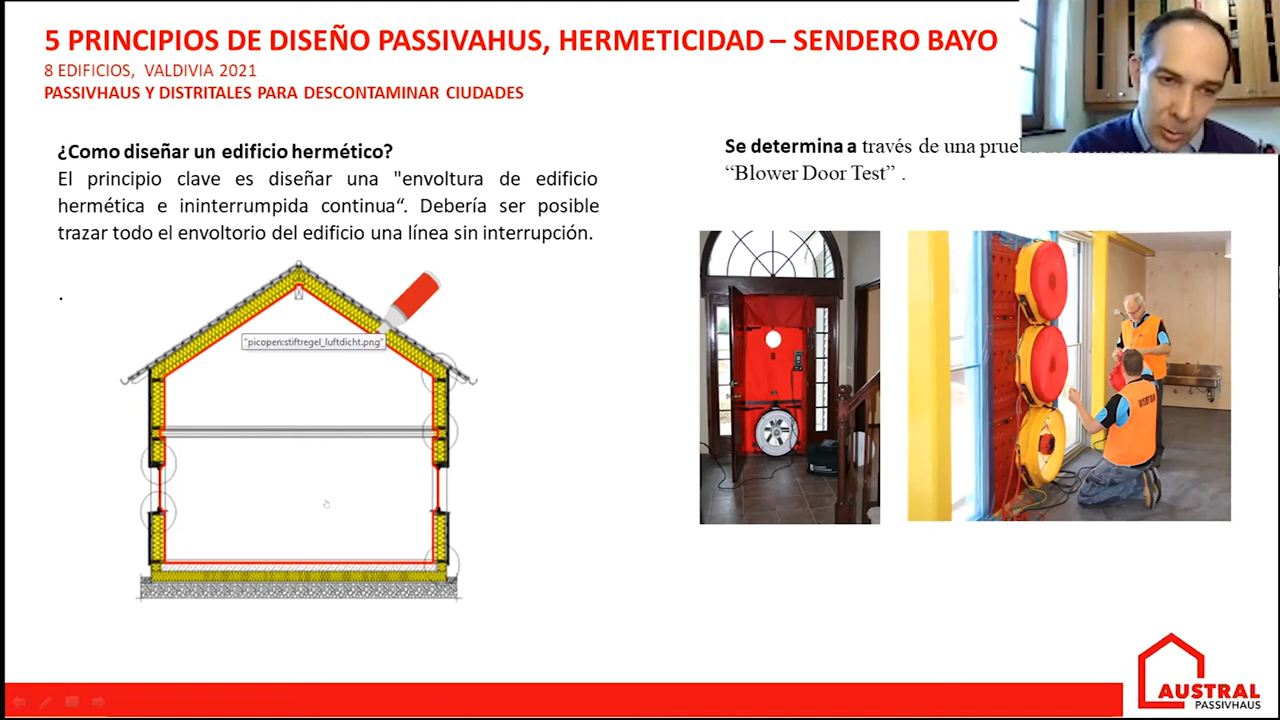 5 PRINCIPIOS DE DISEÑO PASSIVAHUS, HERMETICIDAD – SENDERO BAYO
8 EDIFICIOS, VALDIVIA 2021
PASSIVHAUS Y DISTRITALES PARA DESCONTAMINAR CIUDADES
¿Como diseñar un edificio hermético?
El principio clave es diseñar una "envoltura de edificio
hermética e ininterrumpida continua“. Debería ser posible
trazar todo el envoltorio del edificio una línea sin interrupción.
.
"picopen:stiftregel_luftdicht.png"
Se determina a través de una
“Blower Door Test” .
VISITOR
AUSTRAL
PASSIVHAUS